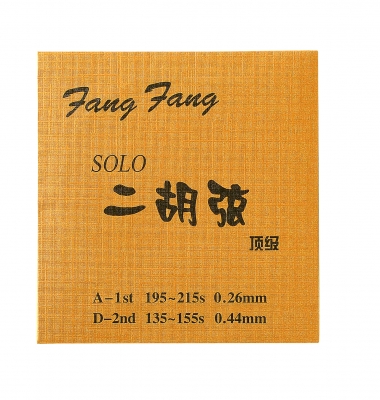 Fang Fang
SOLO
二胡弦
顶级
A-1st 195~215s 0.26mm
D-2nd 135~155s 0.44mm